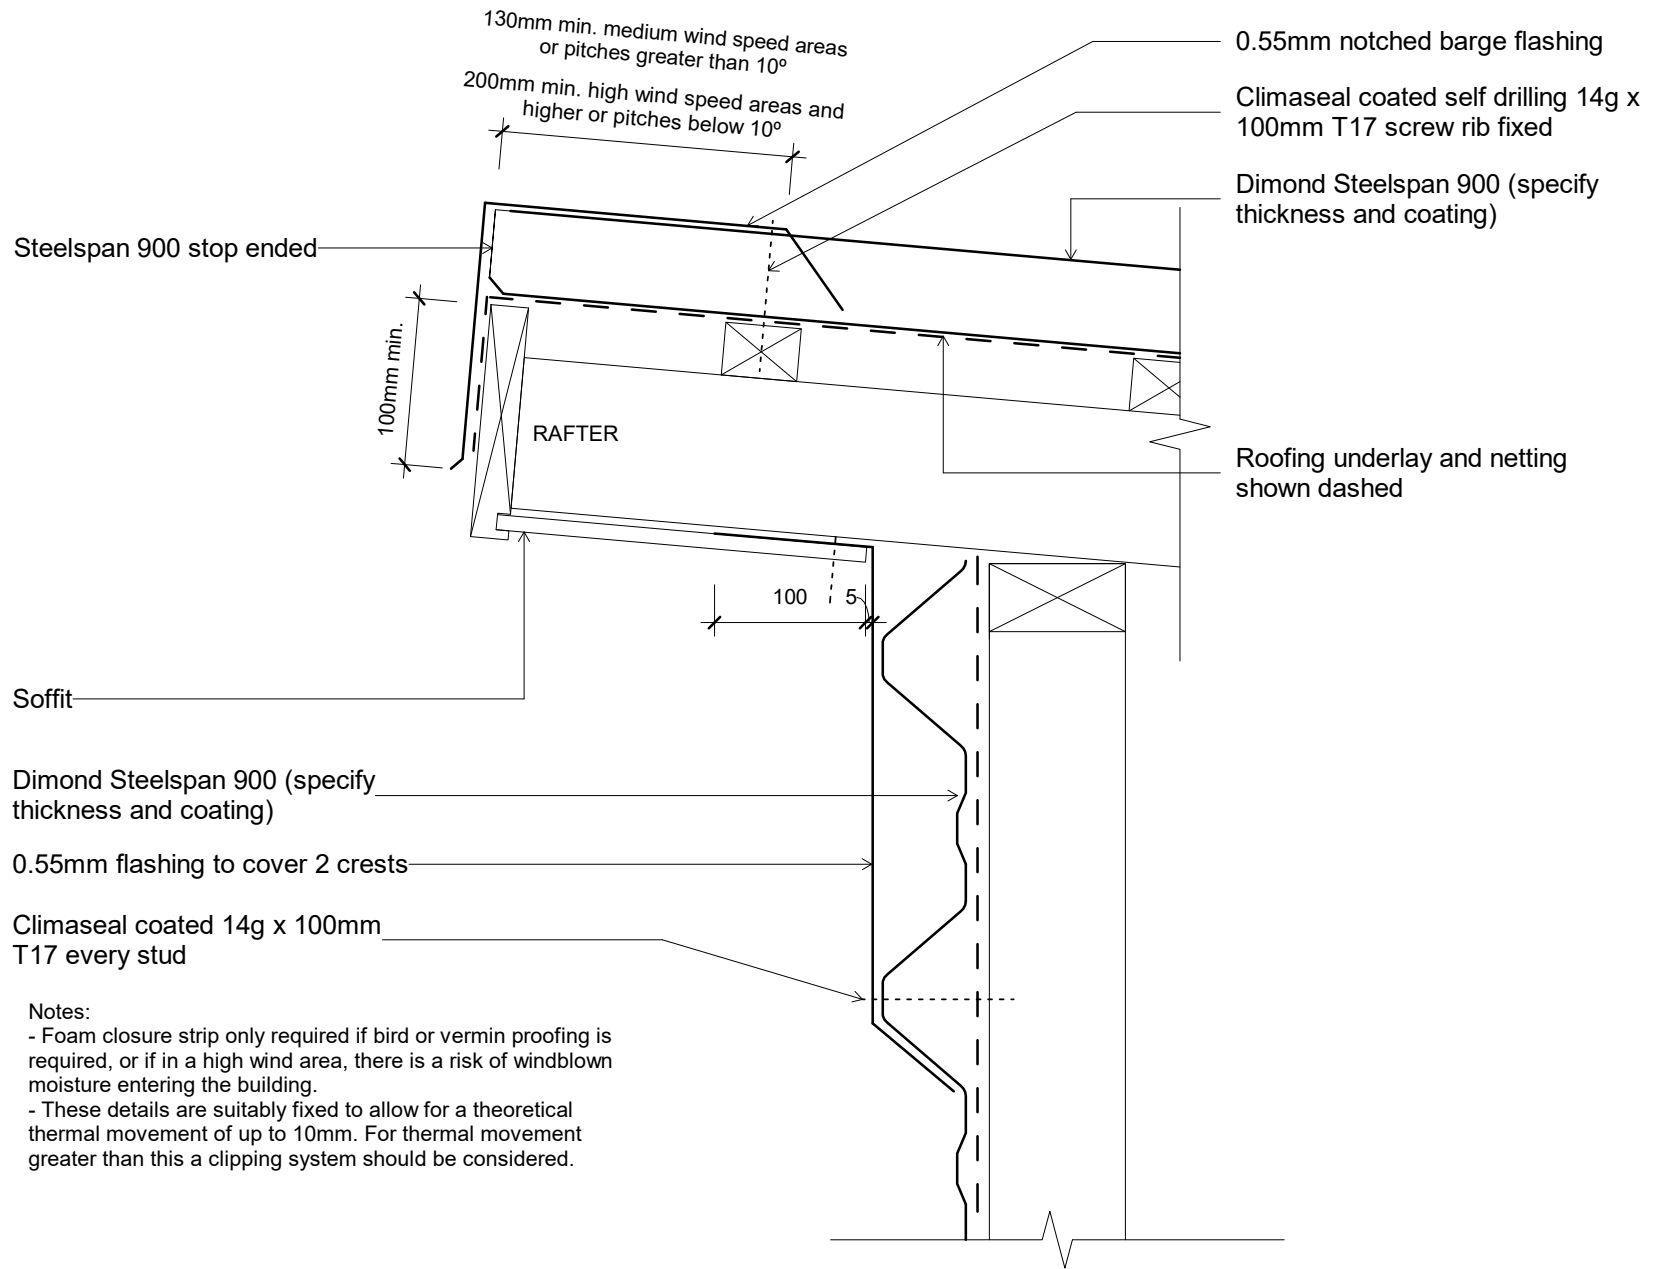 130mm min. medium wind speed areas
or pitches greater than 10º
200mm min. high wind speed areas and
higher or pitches below 10º
0.55mm notched barge flashing
Climaseal coated self drilling 14g x
100mm T17 screw rib fixed
Dimond Steelspan 900 (specify
thickness and coating)
Steelspan 900 stop ended
100mm min.
RAFTER
Roofing underlay and netting
shown dashed
100
5
Soffit
Dimond Steelspan 900 (specify
thickness and coating)
0.55mm flashing to cover 2 crests
Climaseal coated 14g x 100mm
T17 every stud
Notes:
- Foam closure strip only required if bird or vermin proofing is
required, or if in a high wind area, there is a risk of windblown
moisture entering the building.
- These details are suitably fixed to allow for a theoretical
thermal movement of up to 10mm. For thermal movement
greater than this a clipping system should be considered.